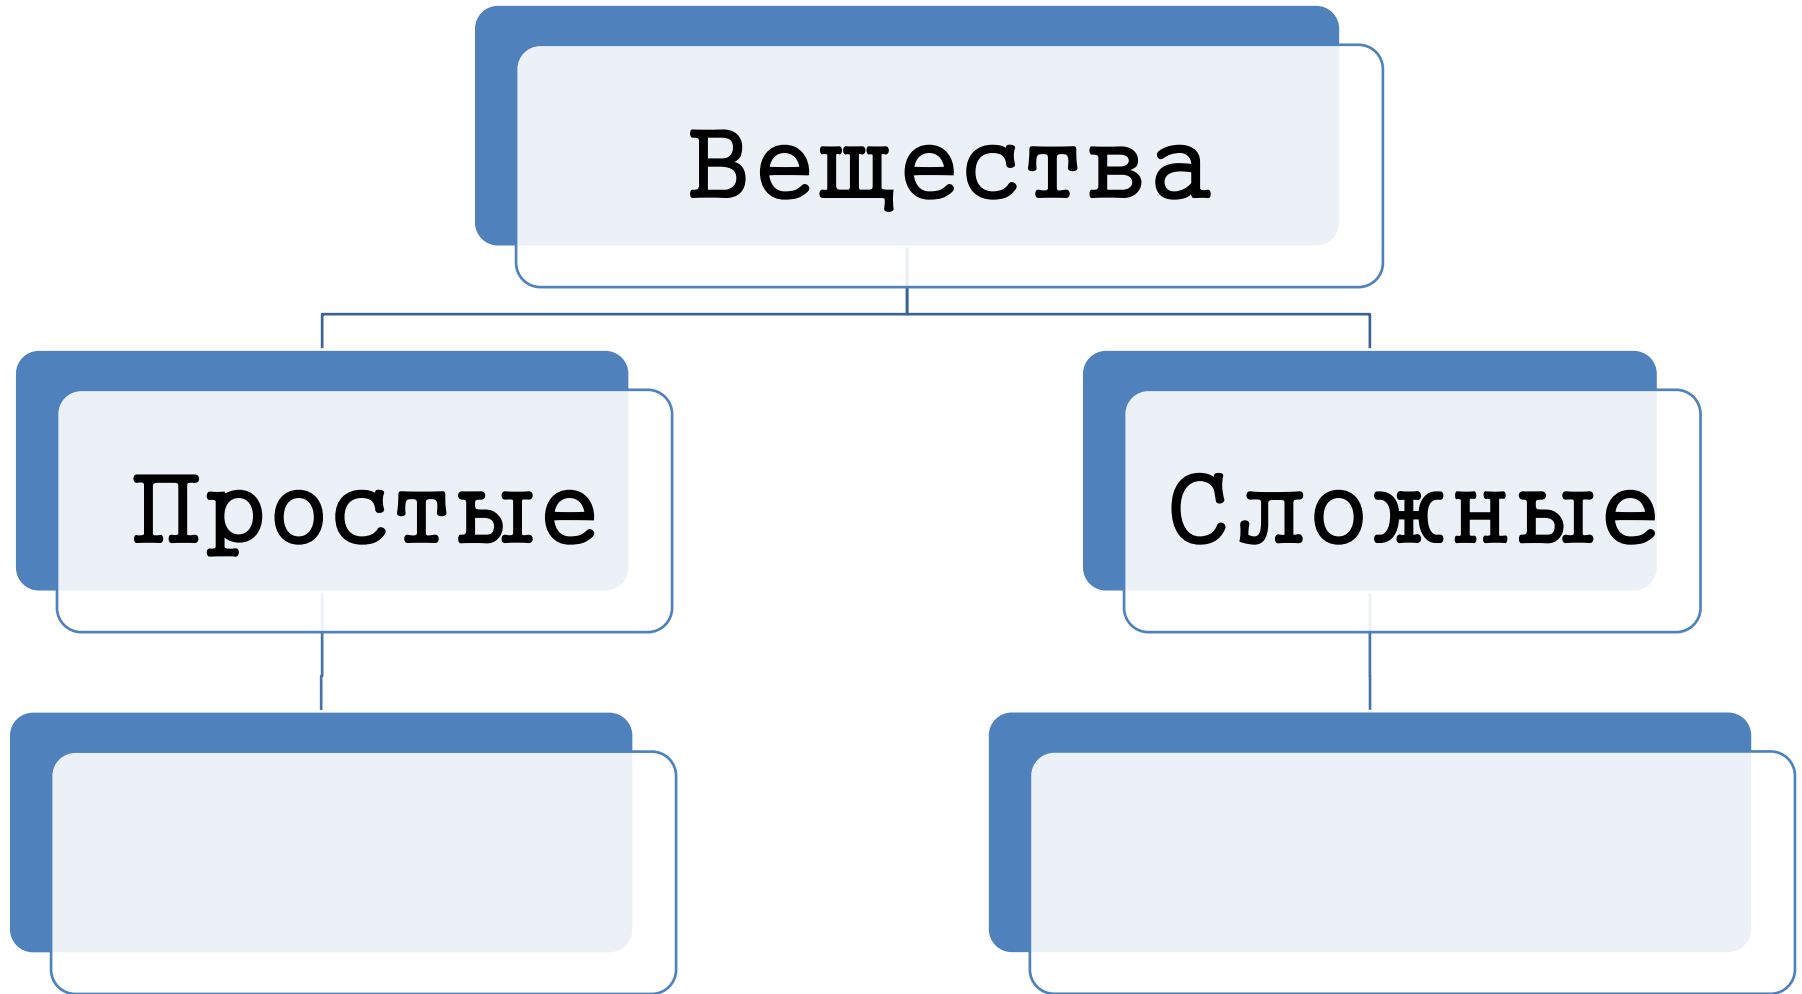 Вещества
Простые
Сложные